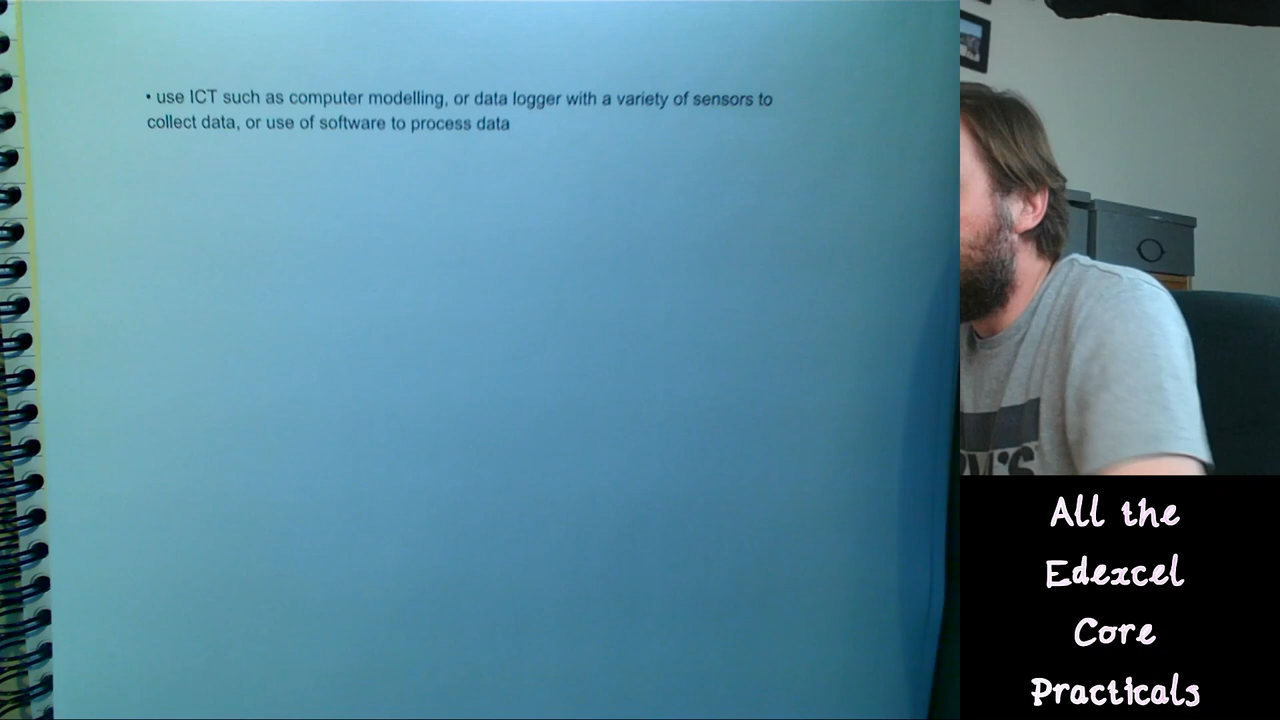 • use ICT such as computer modelling, or data logger with a variety of sensors to
collect data, or use of software to process data
All the
Edexcel
Core
Practicals